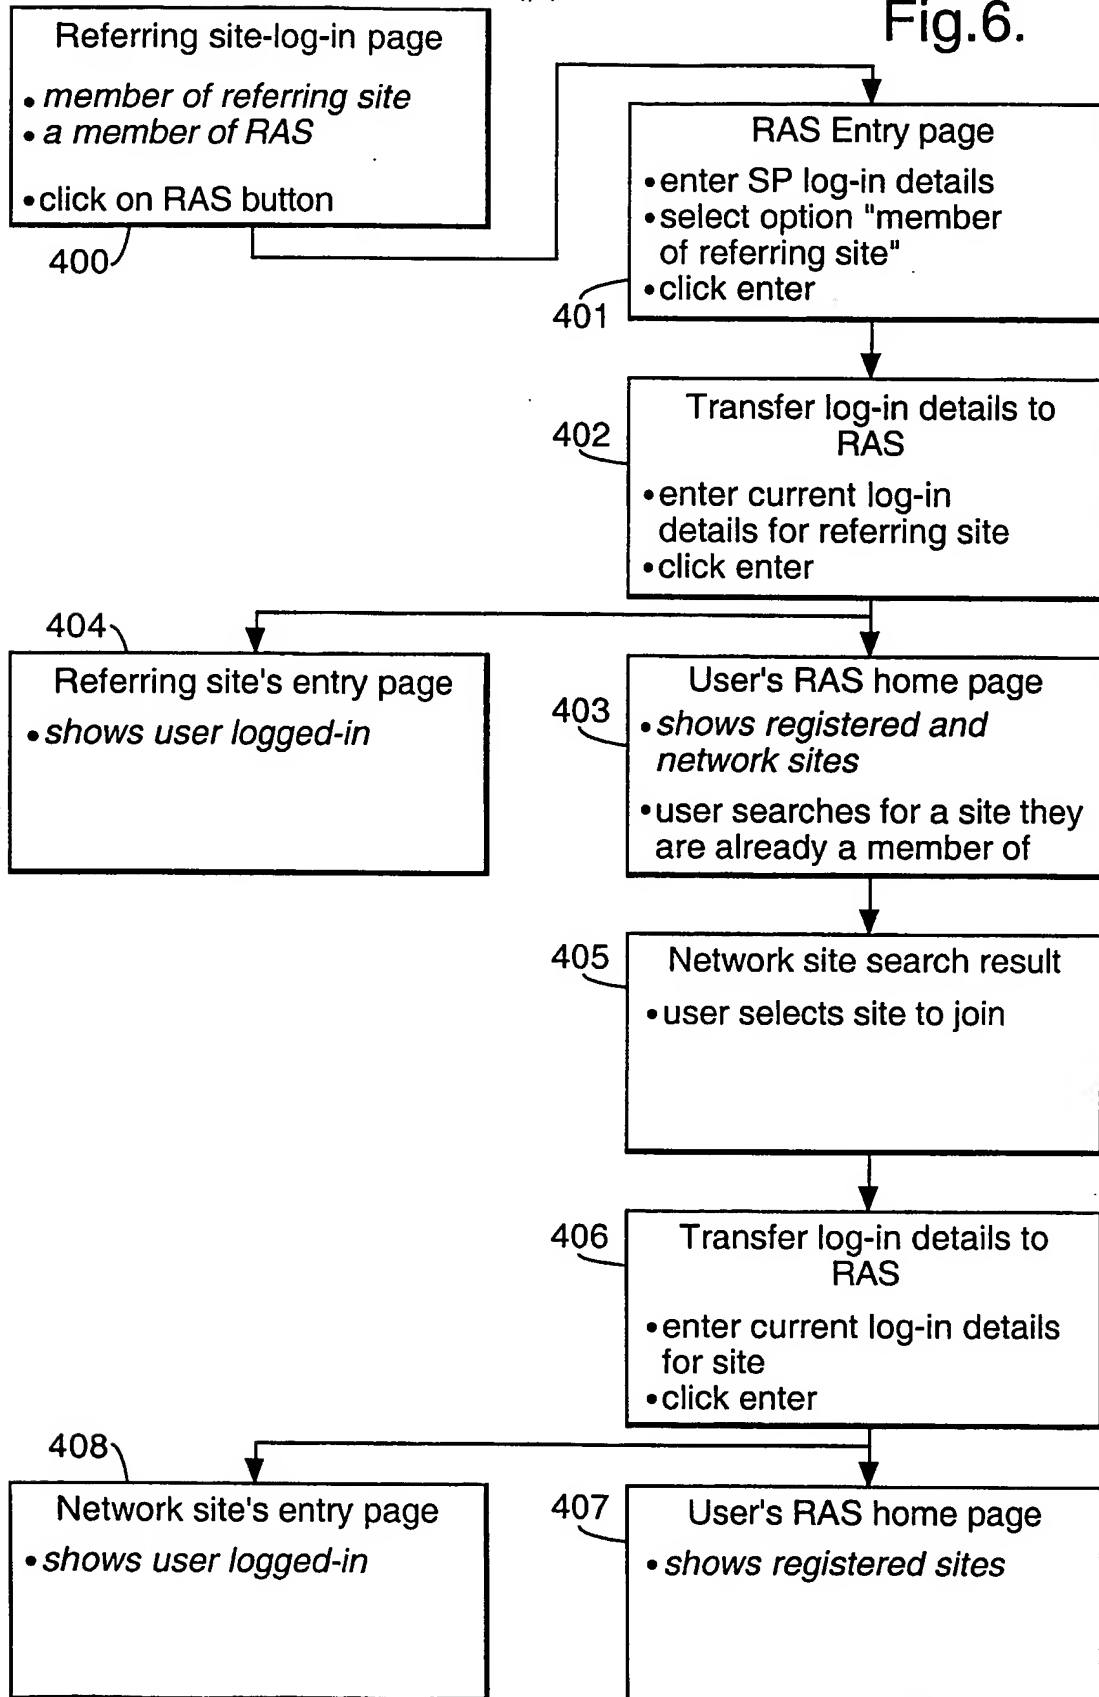 Fig.6.
Referring site-log-in page
• member of referring site
• a member of RAS
• click on RAS button
400
RAS Entry page
• enter SP log-in details
• select option "member
of referring site"
• click enter
401
Transfer log-in details to
RAS
• enter current log-in
details for referring site
• click enter
402
404
Referring site's entry page
• shows user logged-in
User's RAS home page
• shows registered and
network sites
• user searches for a site they
are already a member of
403
405
Network site search result
• user selects site to join
406
Transfer log-in details to
RAS
• enter current log-in details
for site
• click enter
408
Network site's entry page
• shows user logged-in
407
User's RAS home page
• shows registered sites